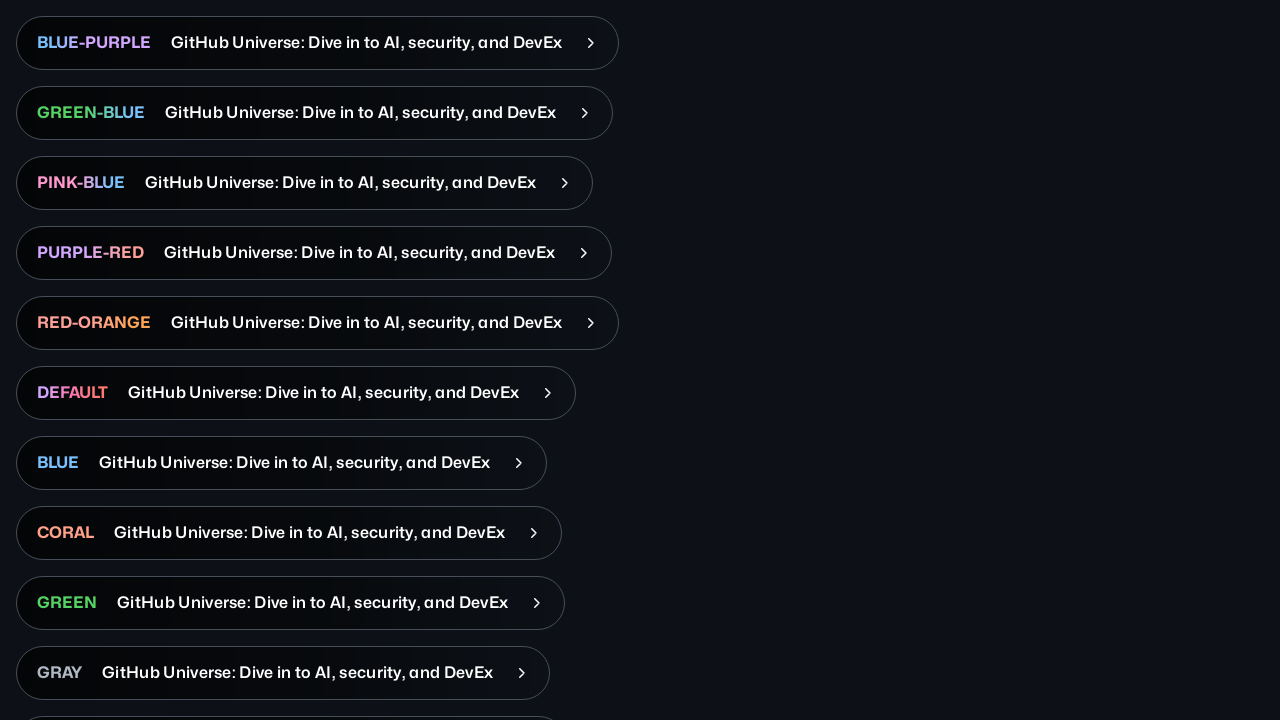 BLUE-PURPLE GitHub Universe: Dive in to AI, security, and DevEx
GREEN-BLUE GitHub Universe: Dive in to AI, security, and DevEx
PINK-BLUE GitHub Universe: Dive in to AI, security, and DevEx
PURPLE-RED GitHub Universe: Dive in to AI, security, and DevEx
RED-ORANGE GitHub Universe: Dive in to AI, security, and DevEx
DEFAULT GitHub Universe: Dive in to AI, security, and DevEx
BLUE GitHub Universe: Dive in to AI, security, and DevEx
CORAL GitHub Universe: Dive in to AI, security, and DevEx
GREEN GitHub Universe: Dive in to AI, security, and DevEx
GRAY GitHub Universe: Dive in to AI, security, and DevEx